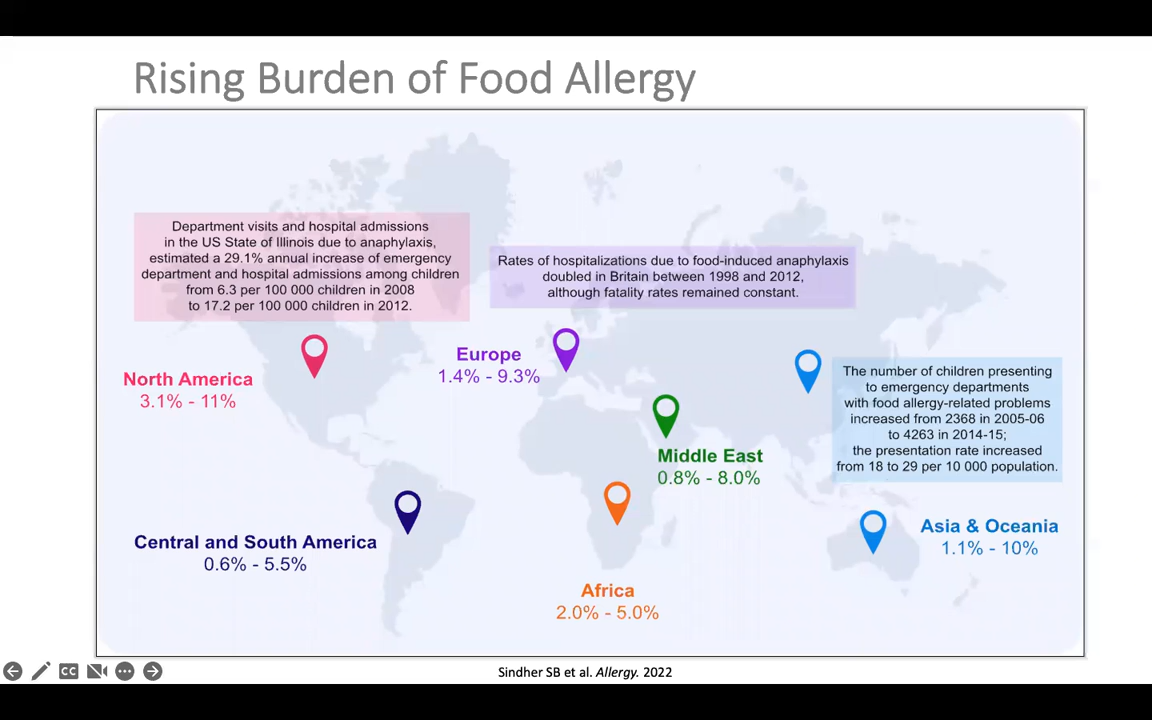 Rising Burden of Food Allergy
Department visits and hospital admissions
in the US State of Illinois due to anaphylaxis,
estimated a 29.1% annual increase of emergency
department and hospital admissions among children
from 6.3 per 100 000 children in 2008
to 17.2 per 100 000 children in 2012.
Rates of hospitalizations due to food-induced anaphylaxis
doubled in Britain between 1998 and 2012,
although fatality rates remained constant.
North America
3.1% - 11%
Europe
1.4% - 9.3%
The number of children presenting
to emergency departments
with food allergy-related problems
increased from 2368 in 2005-06
to 4263 in 2014-15;
the presentation rate increased
from 18 to 29 per 10 000 population.
Middle East
0.8% - 8.0%
Central and South America
0.6% - 5.5%
Africa
2.0% - 5.0%
Asia & Oceania
1.1% - 10%
CC
Sindher SB et al. Allergy. 2022